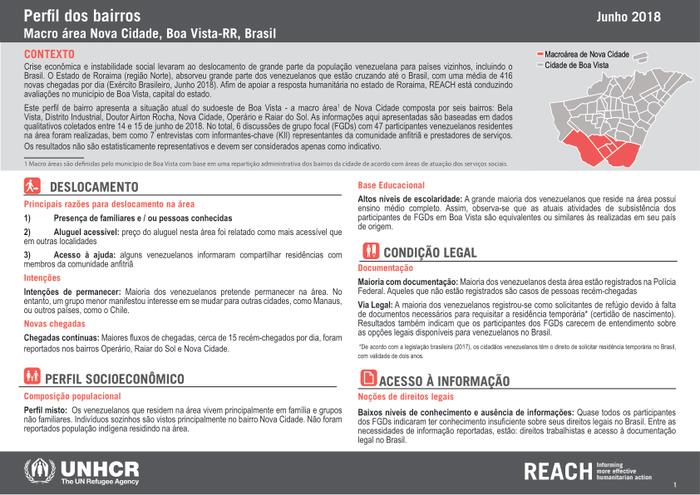 Perfil dos bairros
Macro área Nova Cidade, Boa Vista-RR, Brasil
Junho 2018
CONTEXTO
Crise econômica e instabilidade social levaram ao deslocamento de grande parte da população venezuelana para países vizinhos, incluindo o
Brasil. O Estado de Roraima (região Norte), absorveu grande parte dos venezuelanos que estão cruzando até o Brasil, com uma média de 416
novas chegadas por dia (Exército Brasileiro, Junho 2018). Afim de apoiar a resposta humanitária no estado de Roraima, REACH está conduzindo
avaliações no município de Boa Vista, capital do estado.
Este perfil de bairro apresenta a situação atual do sudoeste de Boa Vista - a macro área¹ de Nova Cidade composta por seis bairros: Bela
Vista, Distrito Industrial, Doutor Airton Rocha, Nova Cidade, Operário e Raiar do Sol. As informações aqui apresentadas são baseadas em dados
qualitativos coletados entre 14 e 15 de junho de 2018. No total, 6 discussões de grupo focal (FGDs) com 47 participantes venezuelanos residentes
na área foram realizadas, bem como 7 entrevistas com informantes-chave (KII) representantes da comunidade anfitriã e prestadores de serviços.
Os resultados não são estatisticamente representativos e devem ser considerados apenas como indicativo.
1 Macro áreas são definidas pelo município de Boa Vista com base em uma repartição administrativa dos bairros da cidade de acordo com áreas de atuação dos serviços sociais.
Macroárea de Nova Cidade
Cidade de Boa Vista
DESLOCAMENTO
Principais razões para deslocamento na área
1) Presença de familiares e / ou pessoas conhecidas
2) Aluguel acessível: preço do aluguel nesta área foi relatado como mais acessível que
em outras localidades
3) Acesso à ajuda: alguns venezuelanos informaram compartilhar residências com
membros da comunidade anfitriã
Intenções
Intenções de permanecer: Maioria dos venezuelanos pretende permanecer na área. No
entanto, um grupo menor manifestou interesse em se mudar para outras cidades, como Manaus,
ou outros países, como o Chile.
Novas chegadas
Chegadas contínuas: Maiores fluxos de chegadas, cerca de 15 recém-chegados por dia, foram
reportados nos bairros Operário, Raiar do Sol e Nova Cidade.
PERFIL SOCIOECONÔMICO
Composição populacional
Perfil misto: Os venezuelanos que residem na área vivem principalmente em família e grupos
não familiares. Indivíduos sozinhos são vistos principalmente no bairro Nova Cidade. Não foram
reportados população indígena residindo na área.
Base Educacional
Altos níveis de escolaridade: A grande maioria dos venezuelanos que reside na área possui
ensino médio completo. Assim, observa-se que as atuais atividades de subsistência dos
participantes de FGDs em Boa Vista são equivalentes ou similares às realizadas em seu país
de origem.
CONDIÇÃO LEGAL
Documentação
Maioria com documentação: Maioria dos venezuelanos desta área estão registrados na Polícia
Federal. Aqueles que não estão registrados são casos de pessoas recém-chegadas
Via Legal: A maioria dos venezuelanos registrou-se como solicitantes de refúgio devido à falta
de documentos necessários para requisitar a residência temporária* (certidão de nascimento).
Resultados também indicam que os participantes dos FGDs carecem de entendimento sobre
as opções legais disponíveis para venezuelanos no Brasil.
*De acordo com a legislação brasileira (2017), os cidadãos venezuelanos têm o direito de solicitar residência temporária no Brasil,
com validade de dois anos.
ACESSO À INFORMAÇÃO
Noções de direitos legais
Baixos níveis de conhecimento e ausência de informações: Quase todos os participantes
dos FGDs indicaram ter conhecimento insuficiente sobre seus direitos legais no Brasil. Entre as
necessidades de informação reportadas, estão: direitos trabalhistas e acesso à documentação
legal no Brasil.
UNHCR
The UN Refugee Agency
REACH
Informing
more effective
humanitarian action
1